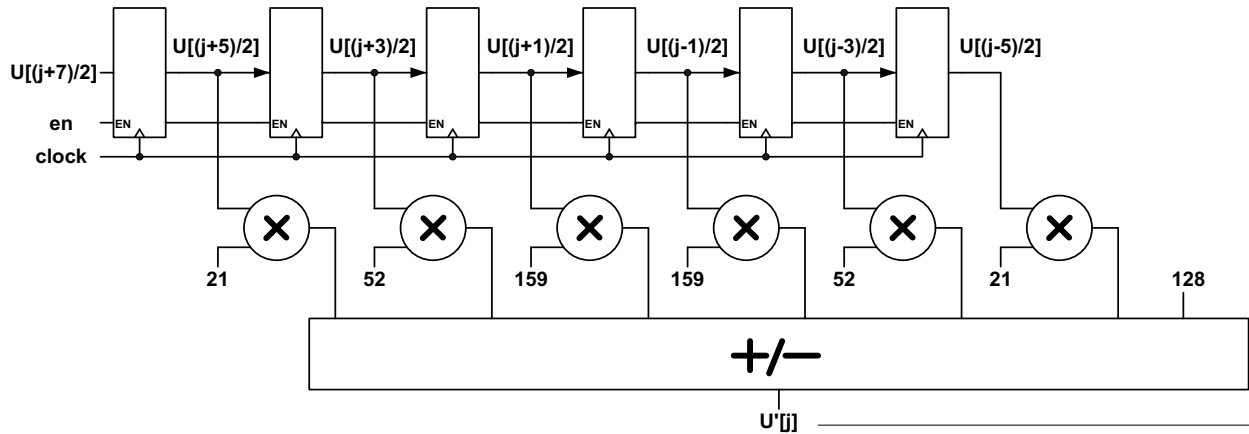 U[(j+5)/2] U[(j+3)/2] U[(j+1)/2] U[(j-1)/2] U[(j-3)/2] U[(j-5)/2]
U[(j+7)/2]
en EN EN EN EN EN EN
clock
21 52 159 159 52 21 128
+/−
U'[j]